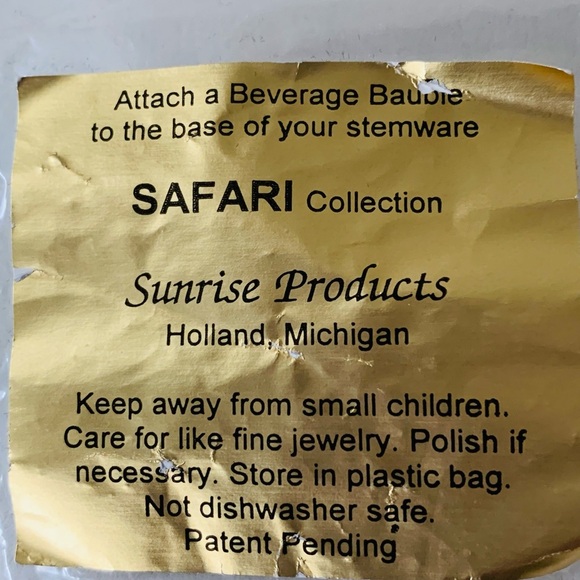 Attach a Beverage Bauble
to the base of your stemware
SAFARI Collection
Sunrise Products
Holland, Michigan
Keep away from small children.
Care for like fine jewelry. Polish if
necessary. Store in plastic bag.
Not dishwasher safe.
Patent Pending